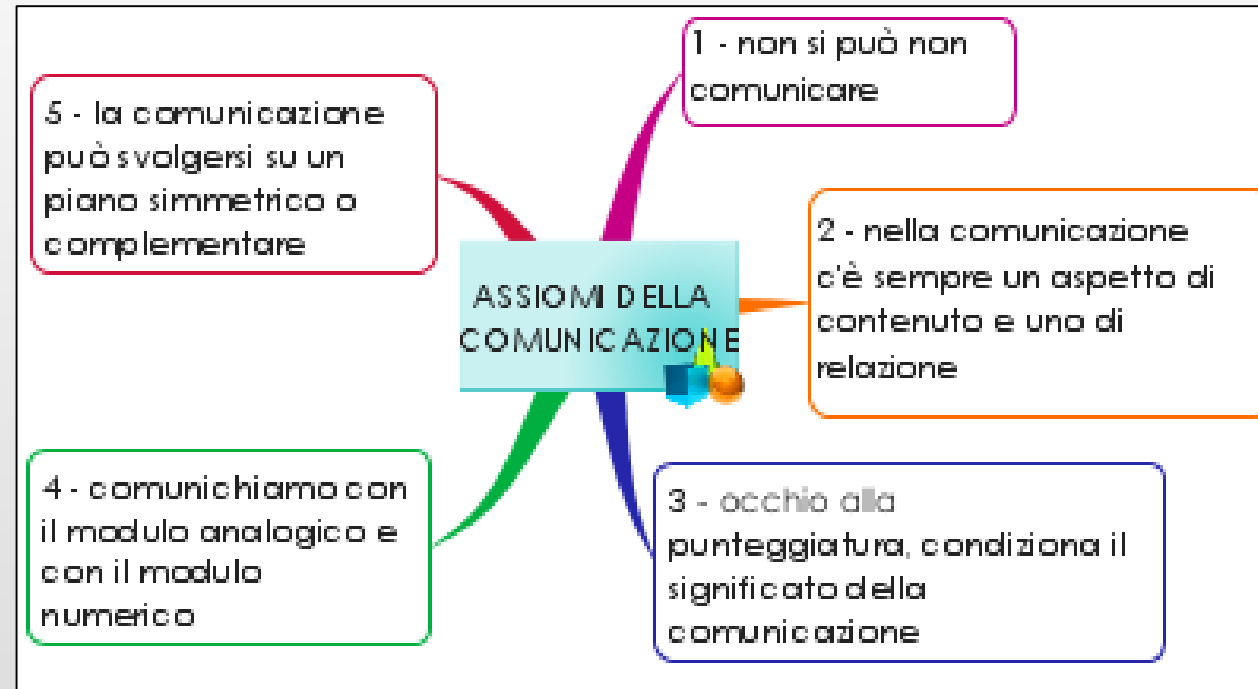 ASSIOMI DELLA
COMUNICAZIONE
1 - non si può non
comunicare
2 - nella comunicazione
c'è sempre un aspetto di
contenuto e uno di
relazione
3 - occhio alla
punteggiatura, condiziona il
significato della
comunicazione
4 - comunichiamo con
il modulo analogico e
con il modulo
numerico
5 - la comunicazione
può svolgersi su un
piano simmetrico o
complementare